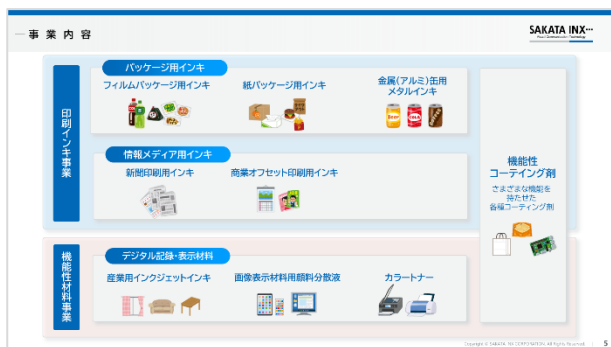 事業内容
SAKATA INX
パッケージ用インキ
フィルムパッケージ用インキ
紙パッケージ用インキ
金属(アルミ)缶用
メタルインキ
印刷インキ事業
情報メディア用インキ
新聞印刷用インキ
商業オフセット印刷用インキ
機能性
コーティング剤
さまざまな機能を
持たせた
各種コーティング剤
機能性材料事業
デジタル記録・表示材料
産業用インクジェットインキ
画像表示材料用顔料分散液
カラートナー
Copyright © SAKATA INX CORPORATION. All Rights Reserved.
5